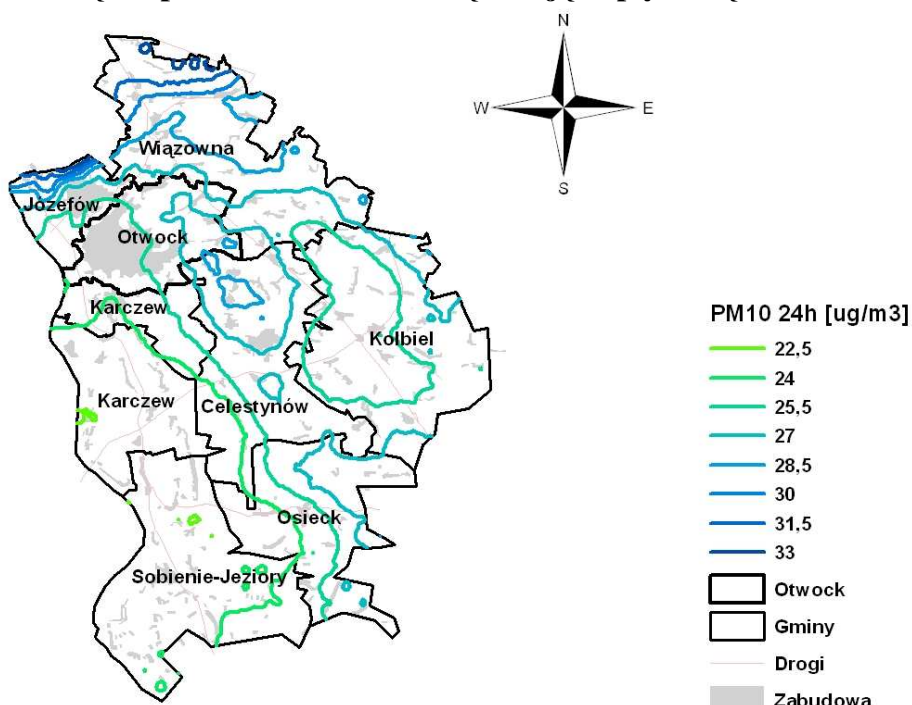 N
W
E
S
Wiązowna
Józefów
Otwock
Karczew
Kołbiel
Karczew
Celestynów
Osieck
Sobienie-Jeziory
PM10 24h [ug/m3]
22,5
24
25,5
27
28,5
30
31,5
33
Otwock
Gminy
Drogi
Zabudowa